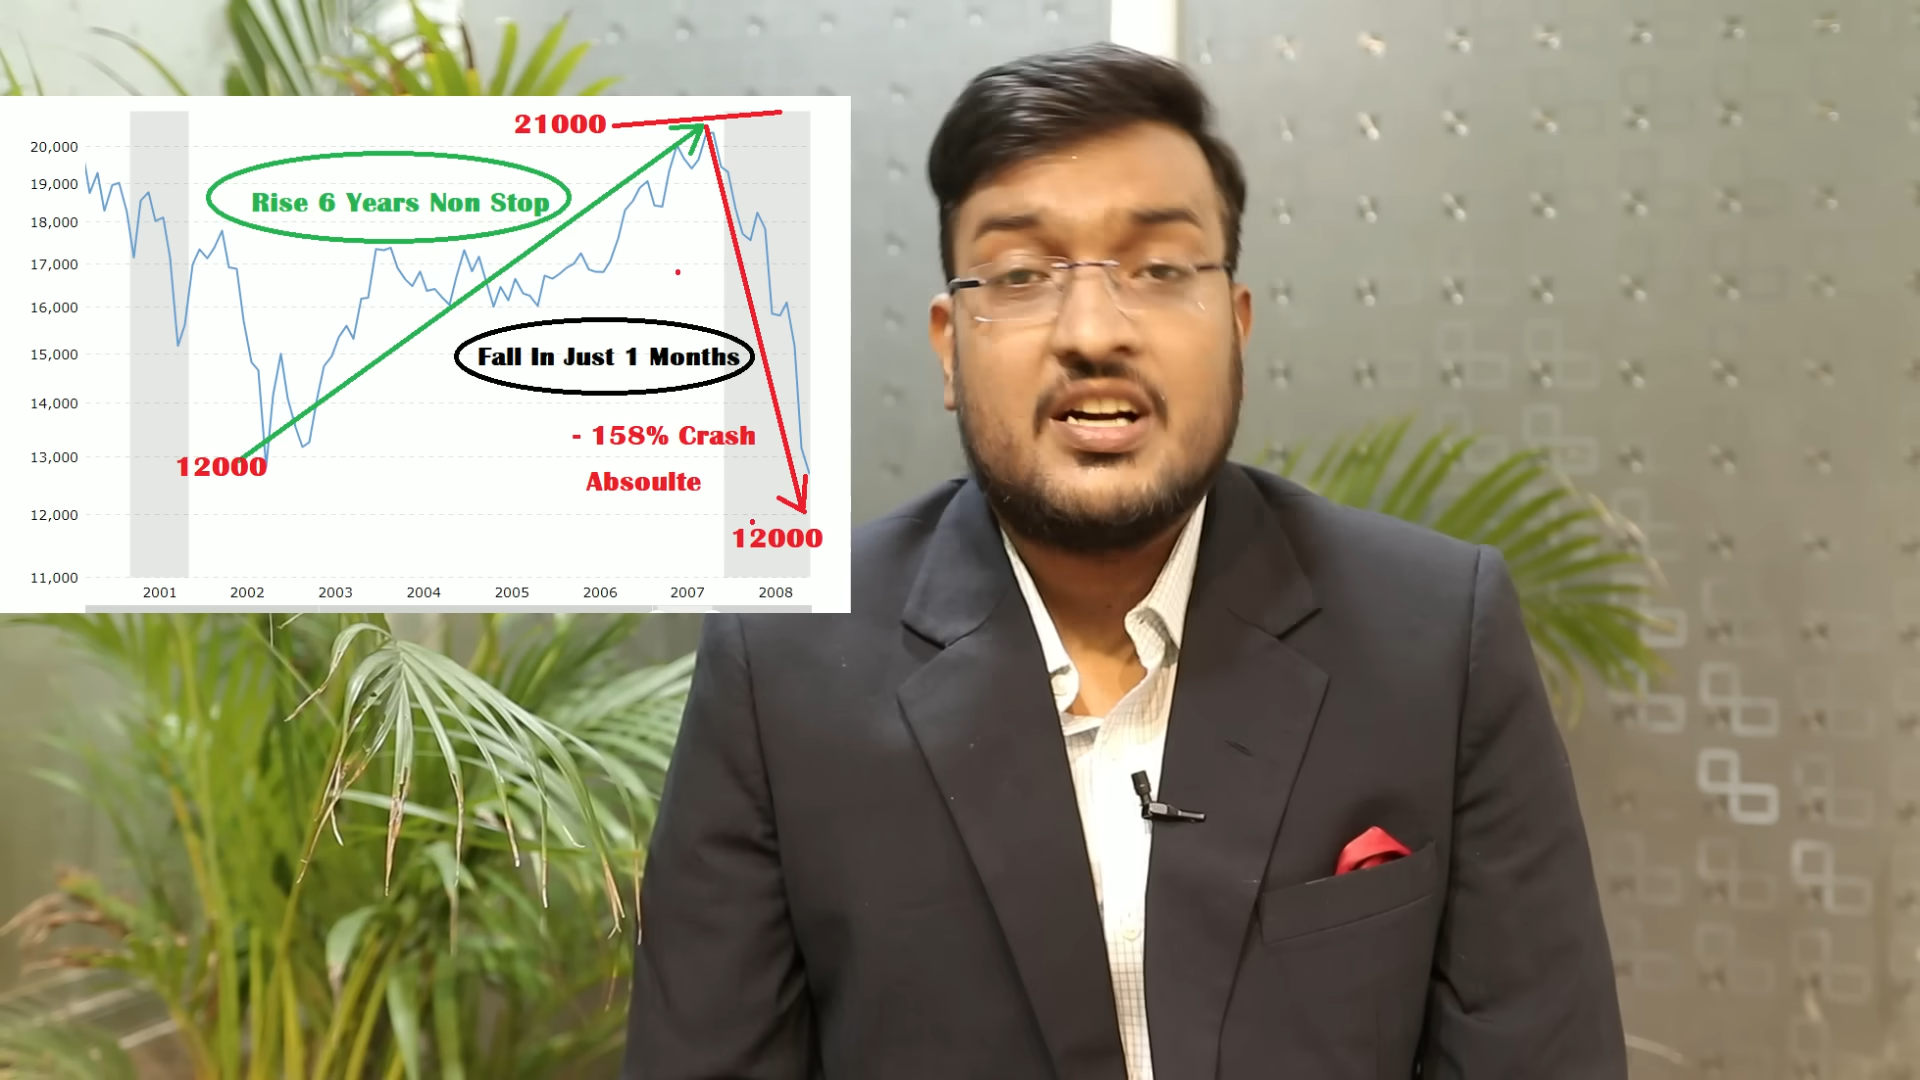 21000
20,000
19,000
Rise 6 Years Non Stop
18,000
17,000
16,000
Fall In Just 1 Months
15,000
14,000
- 158% Crash
13,000
12000
Absoulte
12,000
12000
11,000
2001 2002 2003 2004 2005 2006 2007 2008